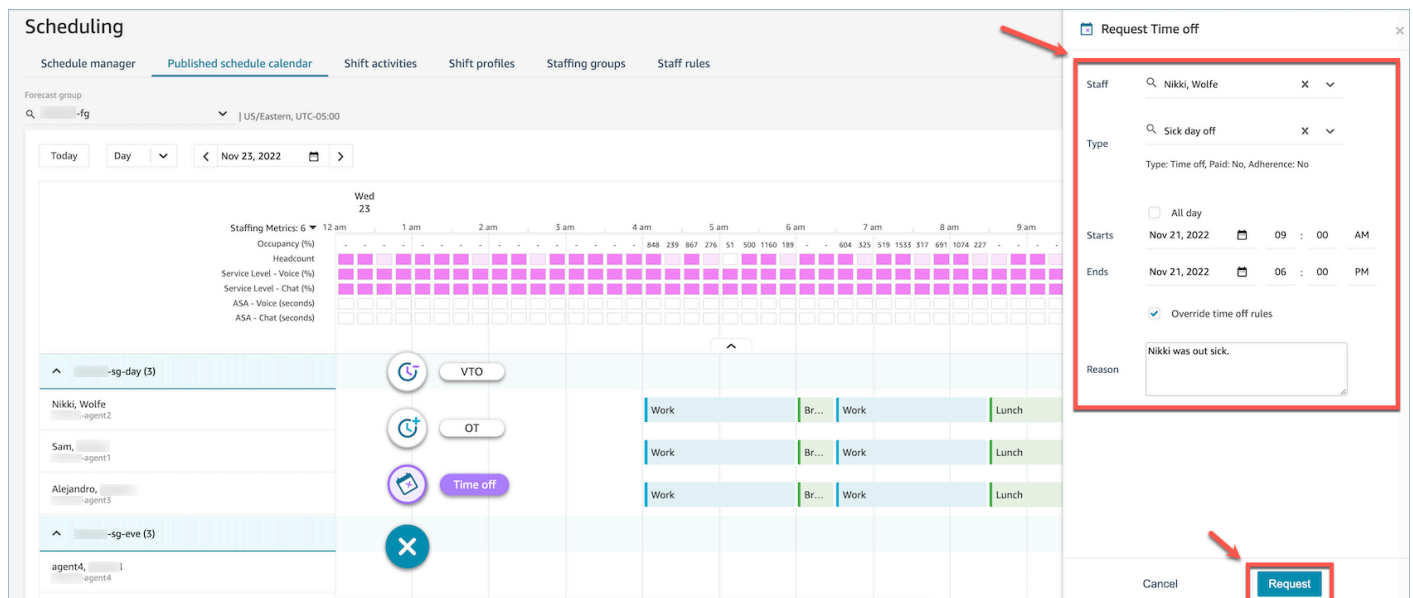 Scheduling
Schedule manager
Published schedule calendar
Shift activities
Shift profiles
Staffing groups
Staff rules
Forecast group
-fg
| US/Eastern, UTC-05:00
Today
Day
Nov 23, 2022
Wed
23
Staffing Metrics: 6
12 am 1 am 2 am 3 am 4 am 5 am 6 am 7 am 8 am 9 am
Occupancy (%)
- - - - - - - - - - - - - - - - 848 239 867 276 51 500 1160 189 - - 604 325 519 1533 317 691 1074 227 - - - -
Headcount
Service Level - Voice (%)
Service Level - Chat (%)
ASA - Voice (seconds)
ASA - Chat (seconds)
-sg-day (3)
VTO
Nikki, Wolfe
-agent2
Work Br... Work Lunch
OT
Sam,
-agent1
Work Br... Work Lunch
Time off
Alejandro,
-agent3
Work Br... Work Lunch
-sg-eve (3)
agent4,
-agent4
Request Time off
Staff
Nikki, Wolfe
Type
Sick day off
Type: Time off, Paid: No, Adherence: No
All day
Starts
Nov 21, 2022 09 : 00 AM
Ends
Nov 21, 2022 06 : 00 PM
Override time off rules
Reason
Nikki was out sick.
Cancel
Request